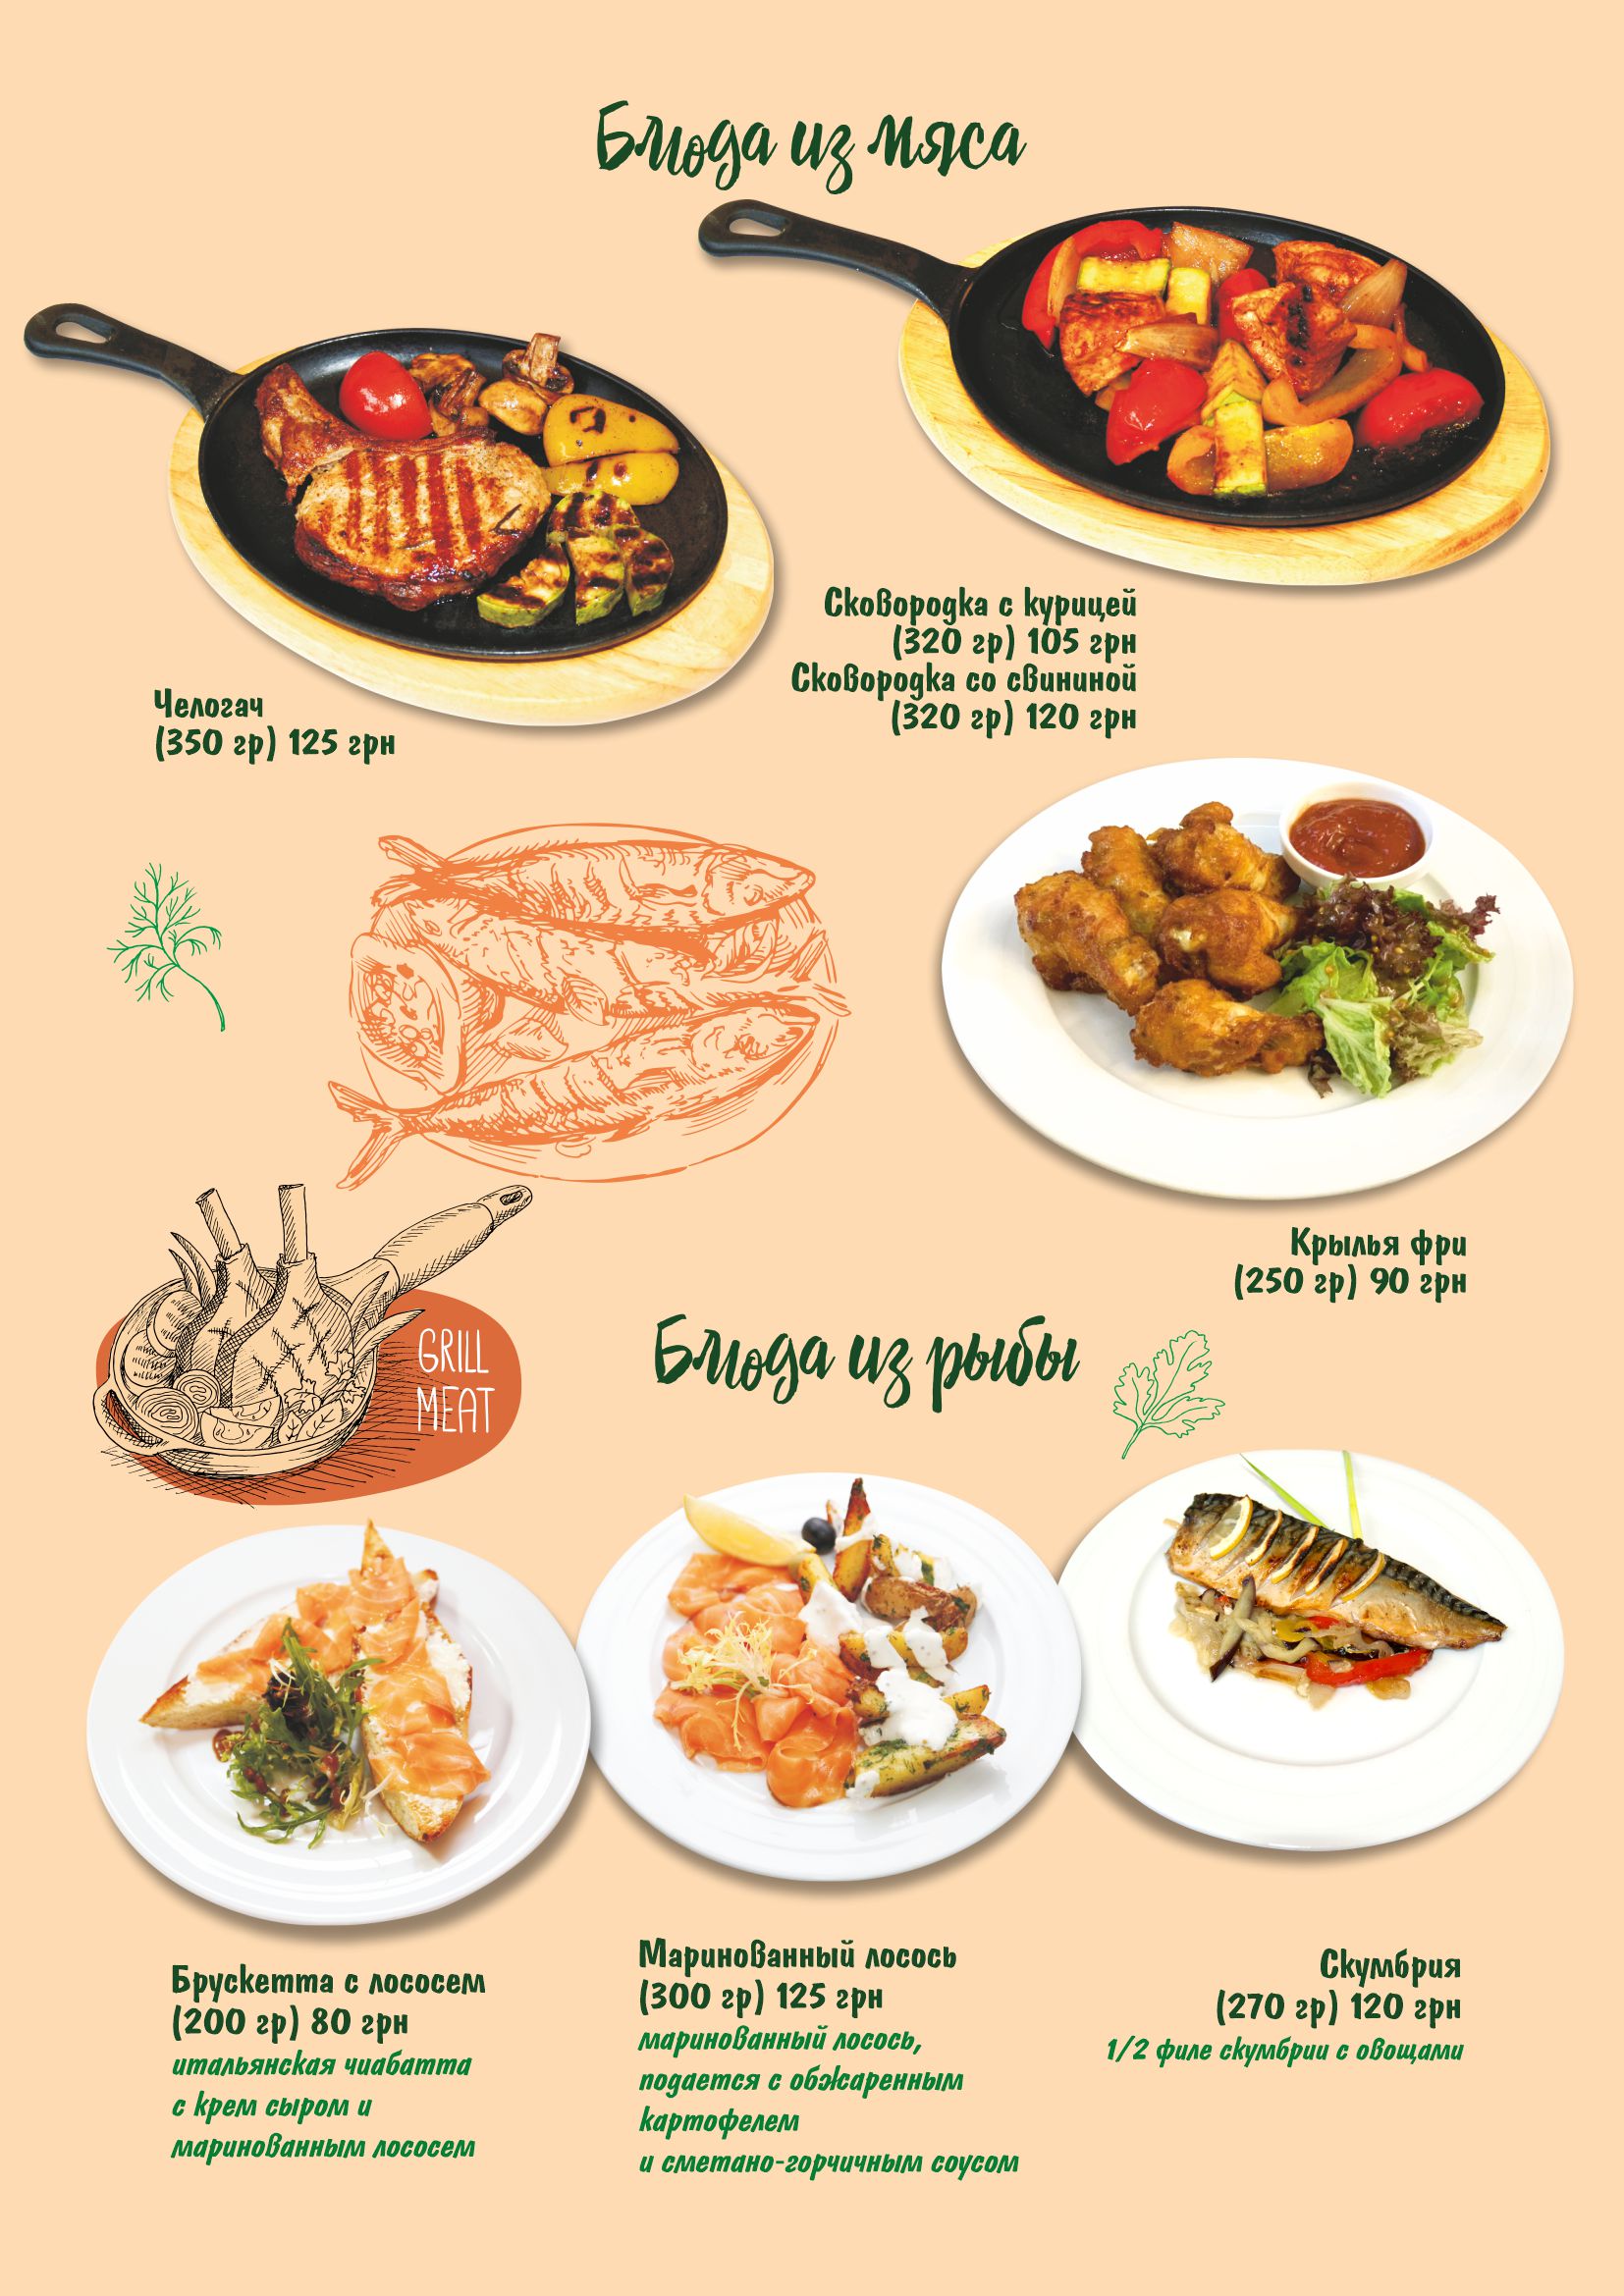 Блюда из мяса
Челогач
(350 гр) 125 грн
Сковородка с курицей
(320 гр) 105 грн
Сковородка со свининой
(320 гр) 120 грн
Крылья фри
(250 гр) 90 грн
GRILL
MEAT
Блюда из рыбы
Брускетта с лососем
(200 гр) 80 грн
итальянская чиабатта
с крем сыром и
маринованным лососем
Маринованный лосось
(300 гр) 125 грн
маринованный лосось,
подается с обжаренным
картофелем
и сметано-горчичным соусом
Скумбрия
(270 гр) 120 грн
1/2 филе скумбрии с овощами